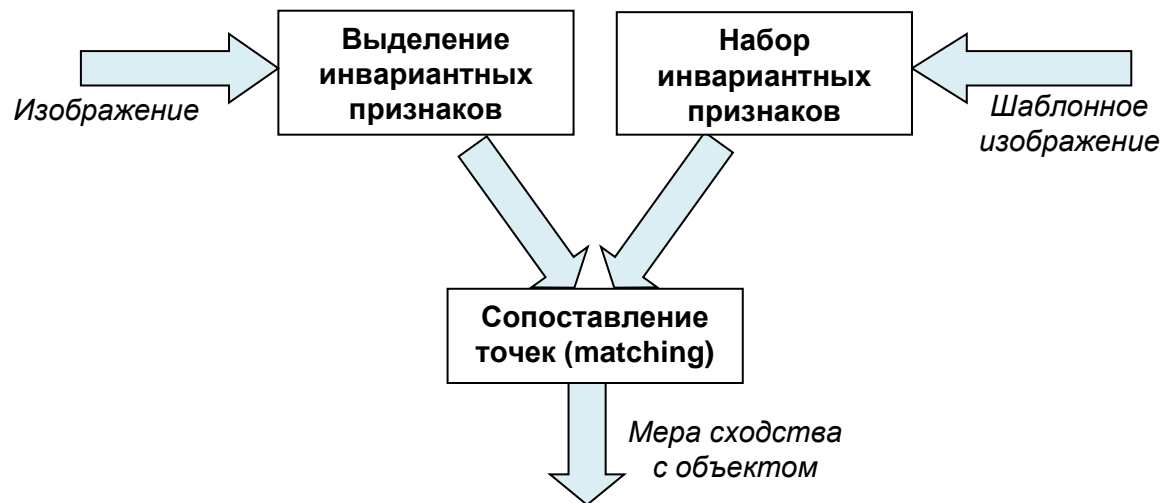 Выделение
инвариантных
признаков
Набор
инвариантных
признаков
Изображение
Шаблонное
изображение
Сопоставление
точек (matching)
Мера сходства
с объектом